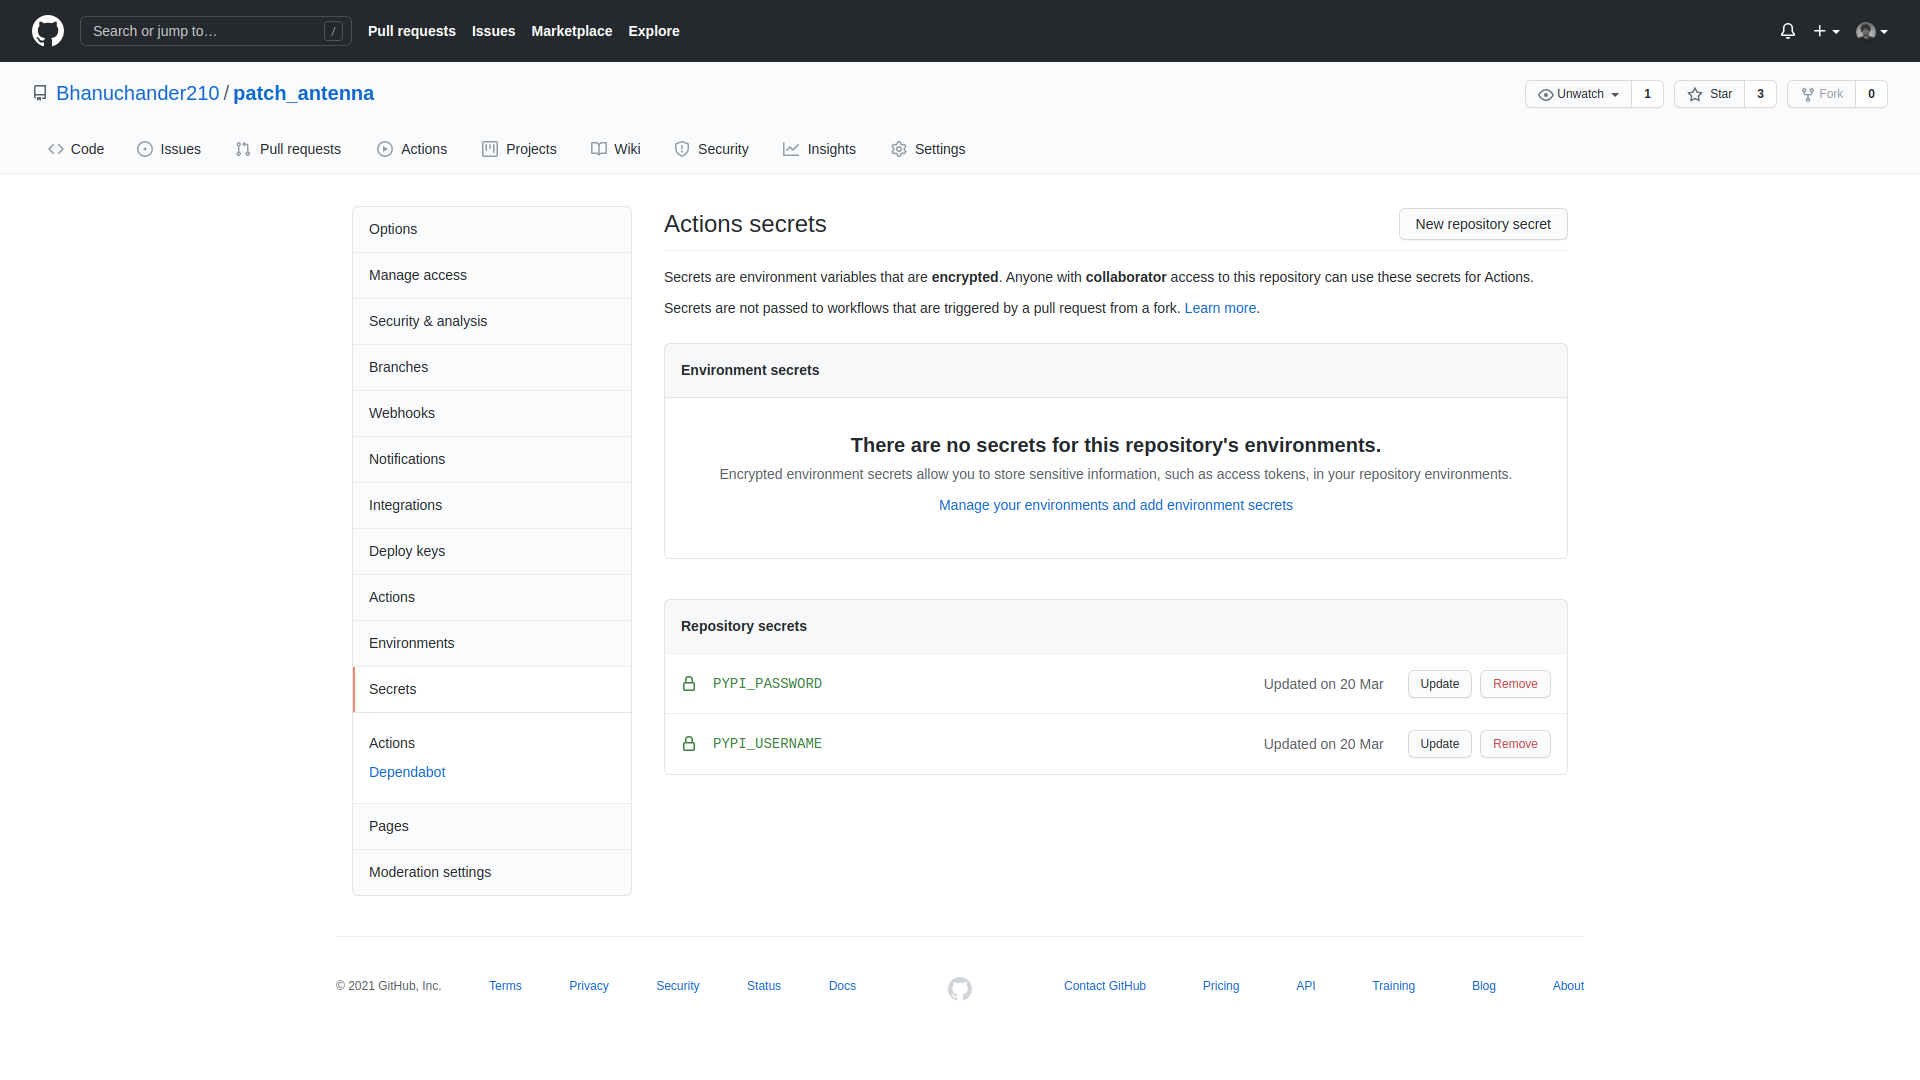 Search or jump to… /
Pull requests Issues Marketplace Explore
Bhanuchander210 / patch_antenna
Unwatch 1 Star 3 Fork 0
Code Issues Pull requests Actions Projects Wiki Security Insights Settings
Options
Manage access
Security & analysis
Branches
Webhooks
Notifications
Integrations
Deploy keys
Actions
Environments
Secrets
Actions
Dependabot
Pages
Moderation settings
Actions secrets
New repository secret
Secrets are environment variables that are encrypted. Anyone with collaborator access to this repository can use these secrets for Actions.
Secrets are not passed to workflows that are triggered by a pull request from a fork. Learn more.
Environment secrets
There are no secrets for this repository's environments.
Encrypted environment secrets allow you to store sensitive information, such as access tokens, in your repository environments.
Manage your environments and add environment secrets
Repository secrets
PYPI_PASSWORD Updated on 20 Mar Update Remove
PYPI_USERNAME Updated on 20 Mar Update Remove
© 2021 GitHub, Inc. Terms Privacy Security Status Docs Contact GitHub Pricing API Training Blog About